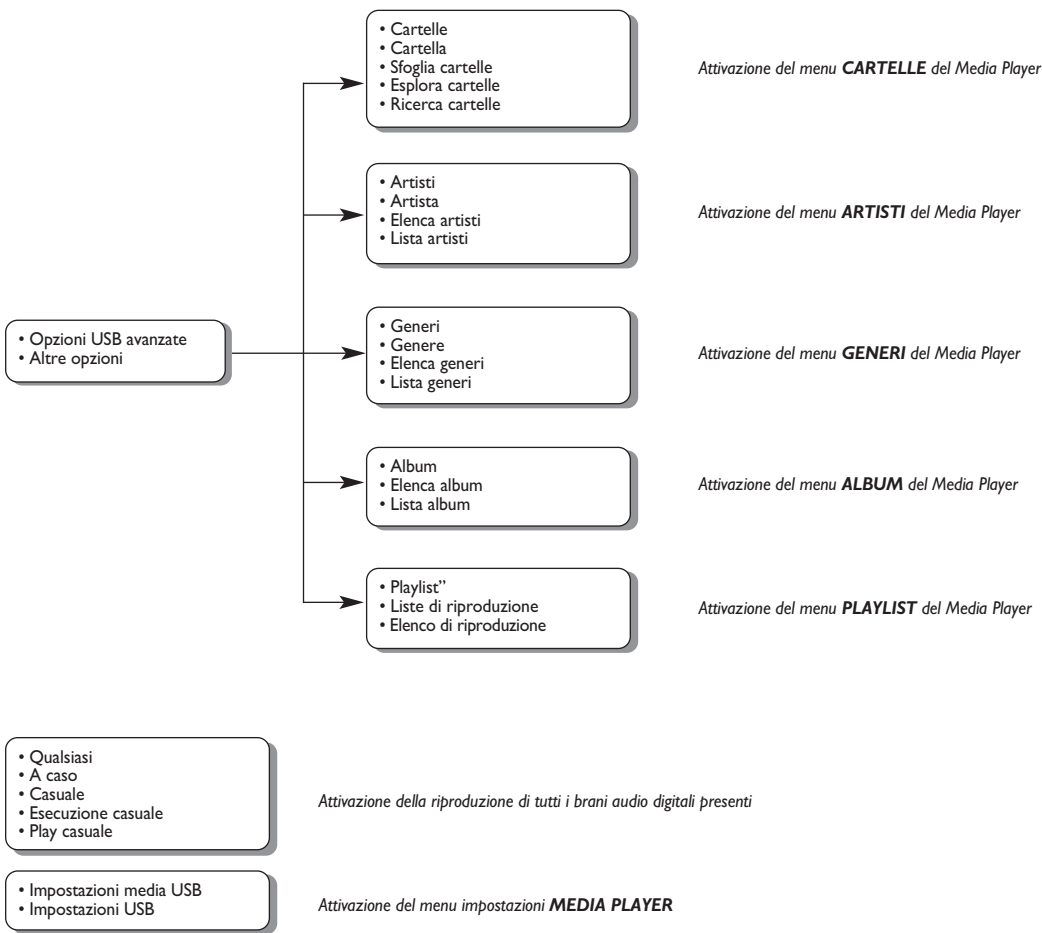 • Cartelle
• Cartella
• Sfoglia cartelle
• Esplora cartelle
• Ricerca cartelle
Attivazione del menu CARTELLE del Media Player
• Artisti
• Artista
• Elenca artisti
• Lista artisti
Attivazione del menu ARTISTI del Media Player
• Opzioni USB avanzate
• Altre opzioni
• Generi
• Genere
• Elenca generi
• Lista generi
Attivazione del menu GENERI del Media Player
• Album
• Elenca album
• Lista album
Attivazione del menu ALBUM del Media Player
• Playlist”
• Liste di riproduzione
• Elenco di riproduzione
Attivazione del menu PLAYLIST del Media Player
• Qualsiasi
• A caso
• Casuale
• Esecuzione casuale
• Play casuale
Attivazione della riproduzione di tutti i brani audio digitali presenti
• Impostazioni media USB
• Impostazioni USB
Attivazione del menu impostazioni MEDIA PLAYER